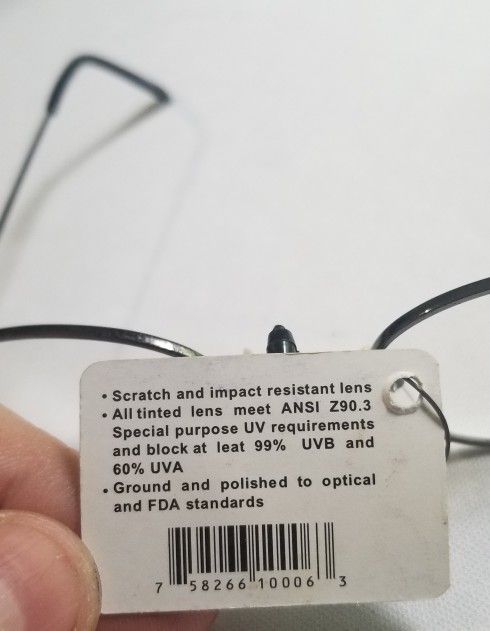 • Scratch and impact resistant lens
• All tinted lens meet ANSI Z90.3
Special purpose UV requirements
and block at leat 99% UVB and
60% UVA
• Ground and polished to optical
and FDA standards
7 58266 10006 3